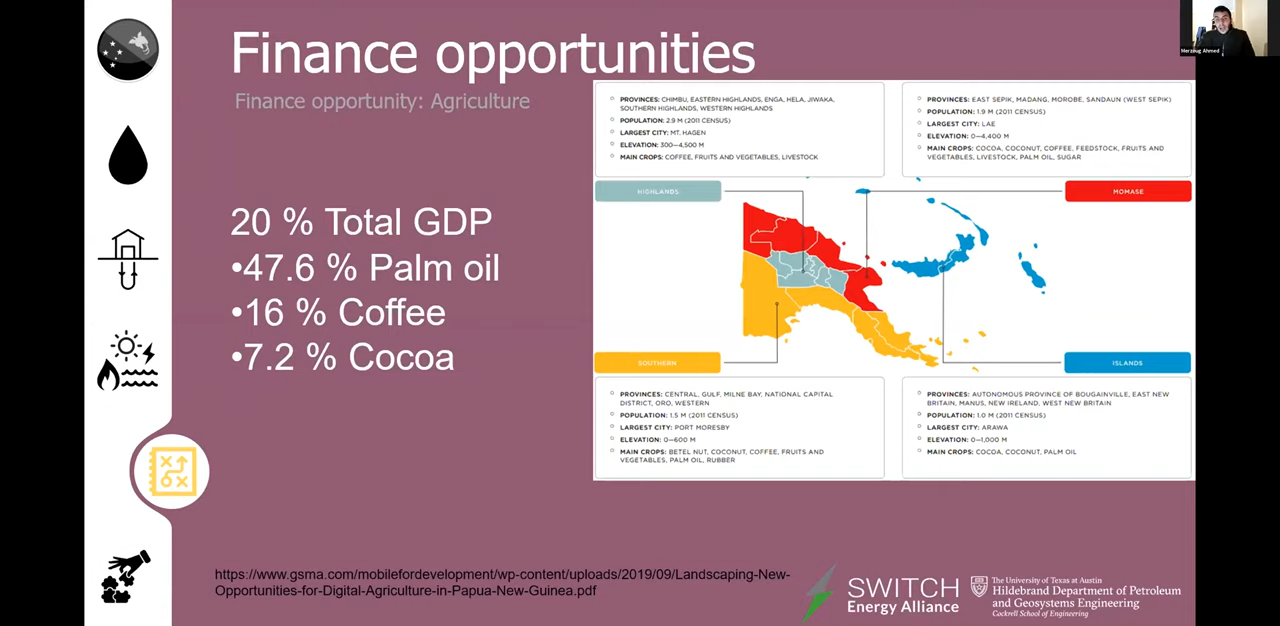 Finance opportunities
Finance opportunity: Agriculture
20 % Total GDP
•47.6 % Palm oil
•16 % Coffee
•7.2 % Cocoa
PROVINCES: CHIMBU, EASTERN HIGHLANDS, ENGA, HELA, JIWAKA,
SOUTHERN HIGHLANDS, WESTERN HIGHLANDS
POPULATION: 2.9 M (2011 CENSUS)
LARGEST CITY: MT. HAGEN
ELEVATION: 300—4,500 M
MAIN CROPS: COFFEE, FRUITS AND VEGETABLES, LIVESTOCK
HIGHLANDS
PROVINCES: EAST SEPIK, MADANG, MOROBE, SANDAUN (WEST SEPIK)
POPULATION: 1.9 M (2011 CENSUS)
LARGEST CITY: LAE
ELEVATION: 0—4,400 M
MAIN CROPS: COCOA, COCONUT, COFFEE, FEEDSTOCK, FRUITS AND
VEGETABLES, LIVESTOCK, PALM OIL, SUGAR
MOMASE
SOUTHERN
PROVINCES: CENTRAL, GULF, MILNE BAY, NATIONAL CAPITAL
DISTRICT, ORO, WESTERN
POPULATION: 1.5 M (2011 CENSUS)
LARGEST CITY: PORT MORESBY
ELEVATION: 0—600 M
MAIN CROPS: BETEL NUT, COCONUT, COFFEE, FRUITS AND
VEGETABLES, PALM OIL, RUBBER
ISLANDS
PROVINCES: AUTONOMOUS PROVINCE OF BOUGAINVILLE, EAST NEW
BRITAIN, MANUS, NEW IRELAND, WEST NEW BRITAIN
POPULATION: 1.0 M (2011 CENSUS)
LARGEST CITY: ARAWA
ELEVATION: 0—1,000 M
MAIN CROPS: COCOA, COCONUT, PALM OIL
https://www.gsma.com/mobilefordevelopment/wp-content/uploads/2019/09/Landscaping-New-
Opportunities-for-Digital-Agriculture-in-Papua-New-Guinea.pdf
SWITCH
Energy Alliance
The University of Texas at Austin
Hildebrand Department of Petroleum
and Geosystems Engineering
Cockrell School of Engineering
Merzoug Ahmed